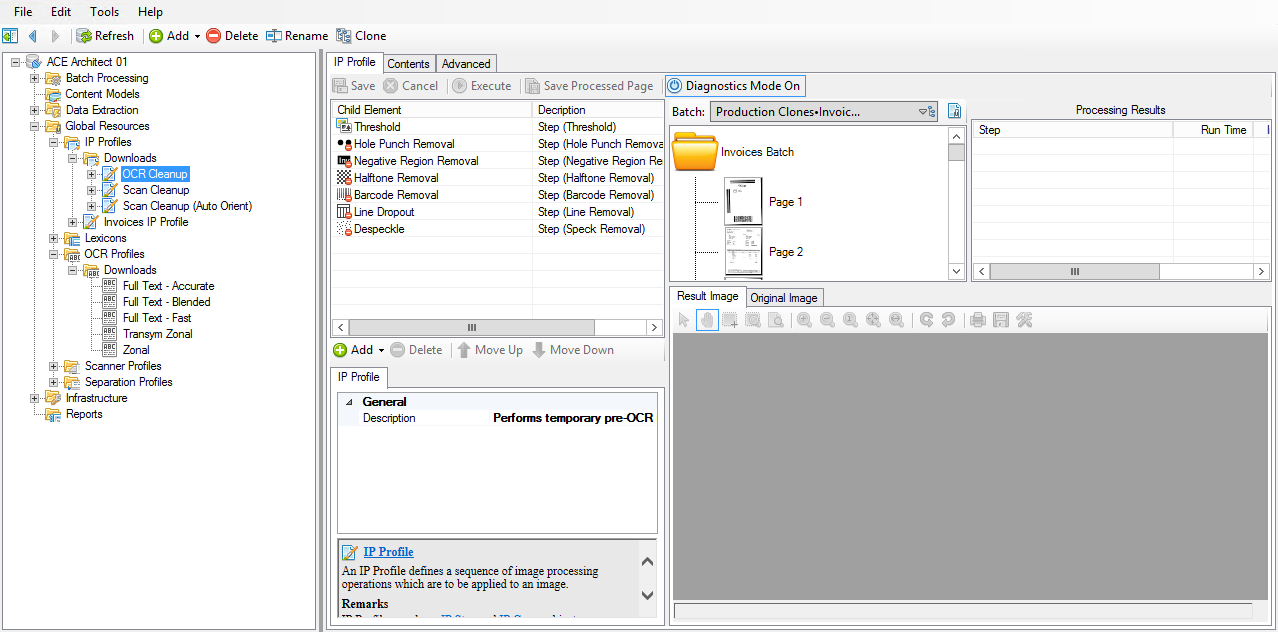 File Edit Tools Help
Refresh Add Delete Rename Clone
ACE Architect 01
Batch Processing
Content Models
Data Extraction
Global Resources
IP Profiles
Downloads
OCR Cleanup
Scan Cleanup
Scan Cleanup (Auto Orient)
Invoices IP Profile
Lexicons
OCR Profiles
Downloads
Full Text - Accurate
Full Text - Blended
Full Text - Fast
Transym Zonal
Zonal
Scanner Profiles
Separation Profiles
Infrastructure
Reports
IP Profile Contents Advanced
Save Cancel Execute Save Processed Page
Child Element Decription
Threshold Step (Threshold)
Hole Punch Removal Step (Hole Punch Remova
Negative Region Removal Step (Negative Region Re
Halftone Removal Step (Halftone Removal)
Barcode Removal Step (Barcode Removal)
Line Dropout Step (Line Removal)
Despeckle Step (Speck Removal)
Add Delete Move Up Move Down
IP Profile
General
Description Performs temporary pre-OCR
IP Profile
An IP Profile defines a sequence of image processing
operations which are to be applied to an image.
Remarks
Diagnostics Mode On
Batch: Production Clones•Invoic...
Invoices Batch
Page 1
Page 2
Processing Results
Step Run Time I
Result Image Original Image